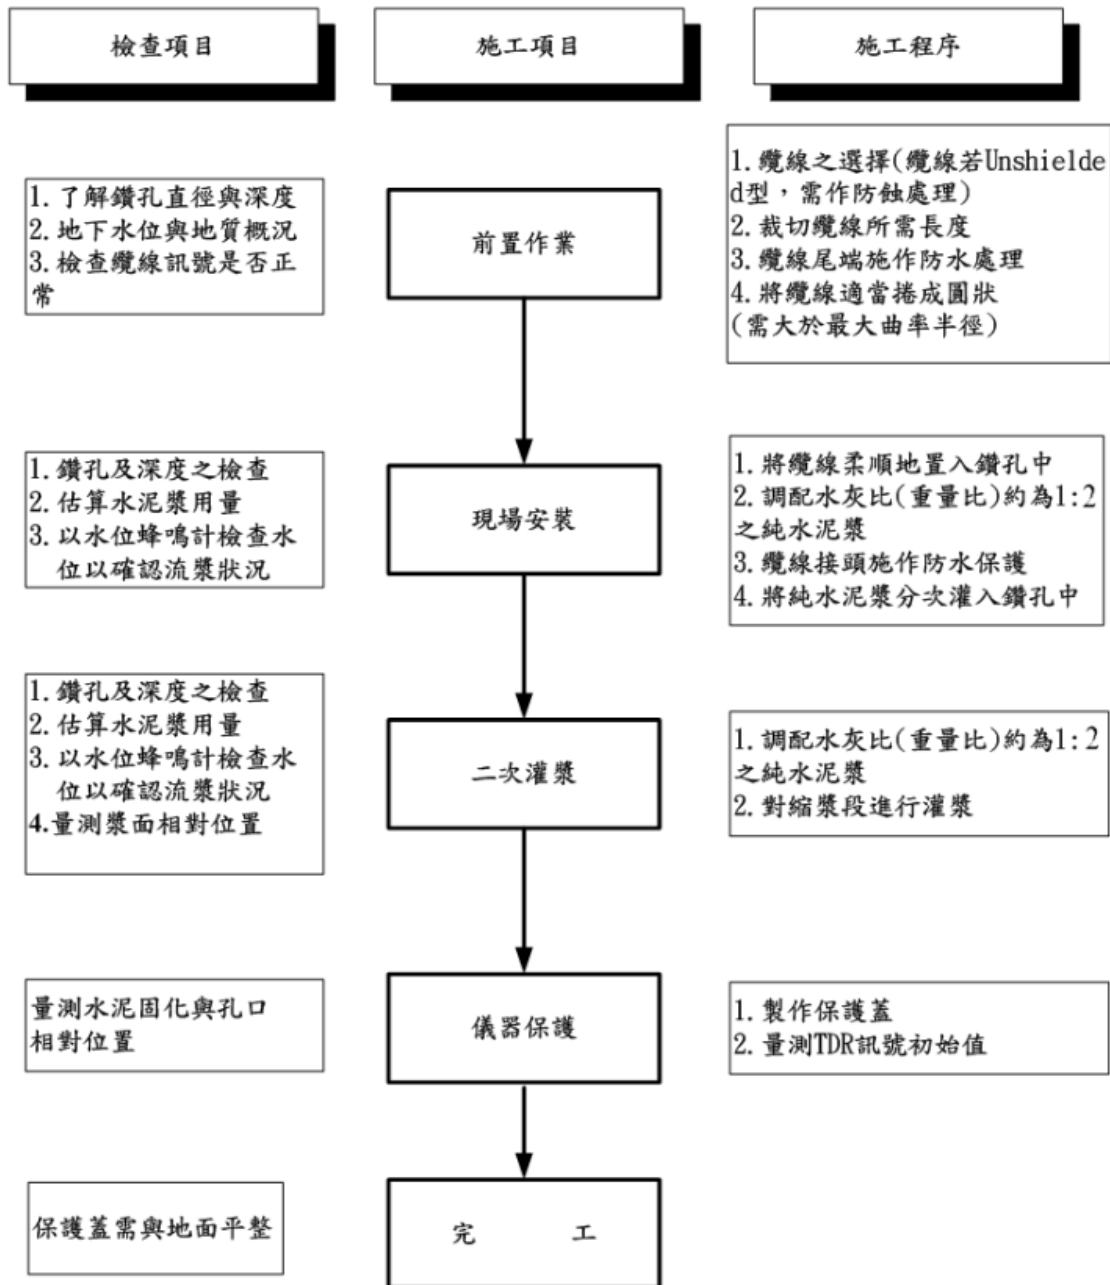 檢查項目
施工項目
施工程序
1.了解鑽孔直徑與深度
2.地下水位與地質概況
3.檢查纜線訊號是否正
常
前置作業
1.纜線之選擇(纜線若Unshielde
d型，需作防蝕處理)
2.裁切纜線所需長度
3.纜線尾端施作防水處理
4.將纜線適當捲成圓狀
(需大於最大曲率半徑)
1.鑽孔及深度之檢查
2.估算水泥漿用量
3.以水位蜂鳴計檢查水
位以確認流漿狀況
現場安裝
1.將纜線柔順地置入鑽孔中
2.調配水灰比(重量比)約為1:2
之純水泥漿
3.纜線接頭施作防水保護
4.將純水泥漿分次灌入鑽孔中
1.鑽孔及深度之檢查
2.估算水泥漿用量
3.以水位蜂鳴計檢查水
位以確認流漿狀況
4.量測漿面相對位置
二次灌漿
1.調配水灰比(重量比)約為1:2
之純水泥漿
2.對縮漿段進行灌漿
量測水泥固化與孔口
相對位置
儀器保護
1.製作保護蓋
2.量測TDR訊號初始值
保護蓋需與地面平整
完 工